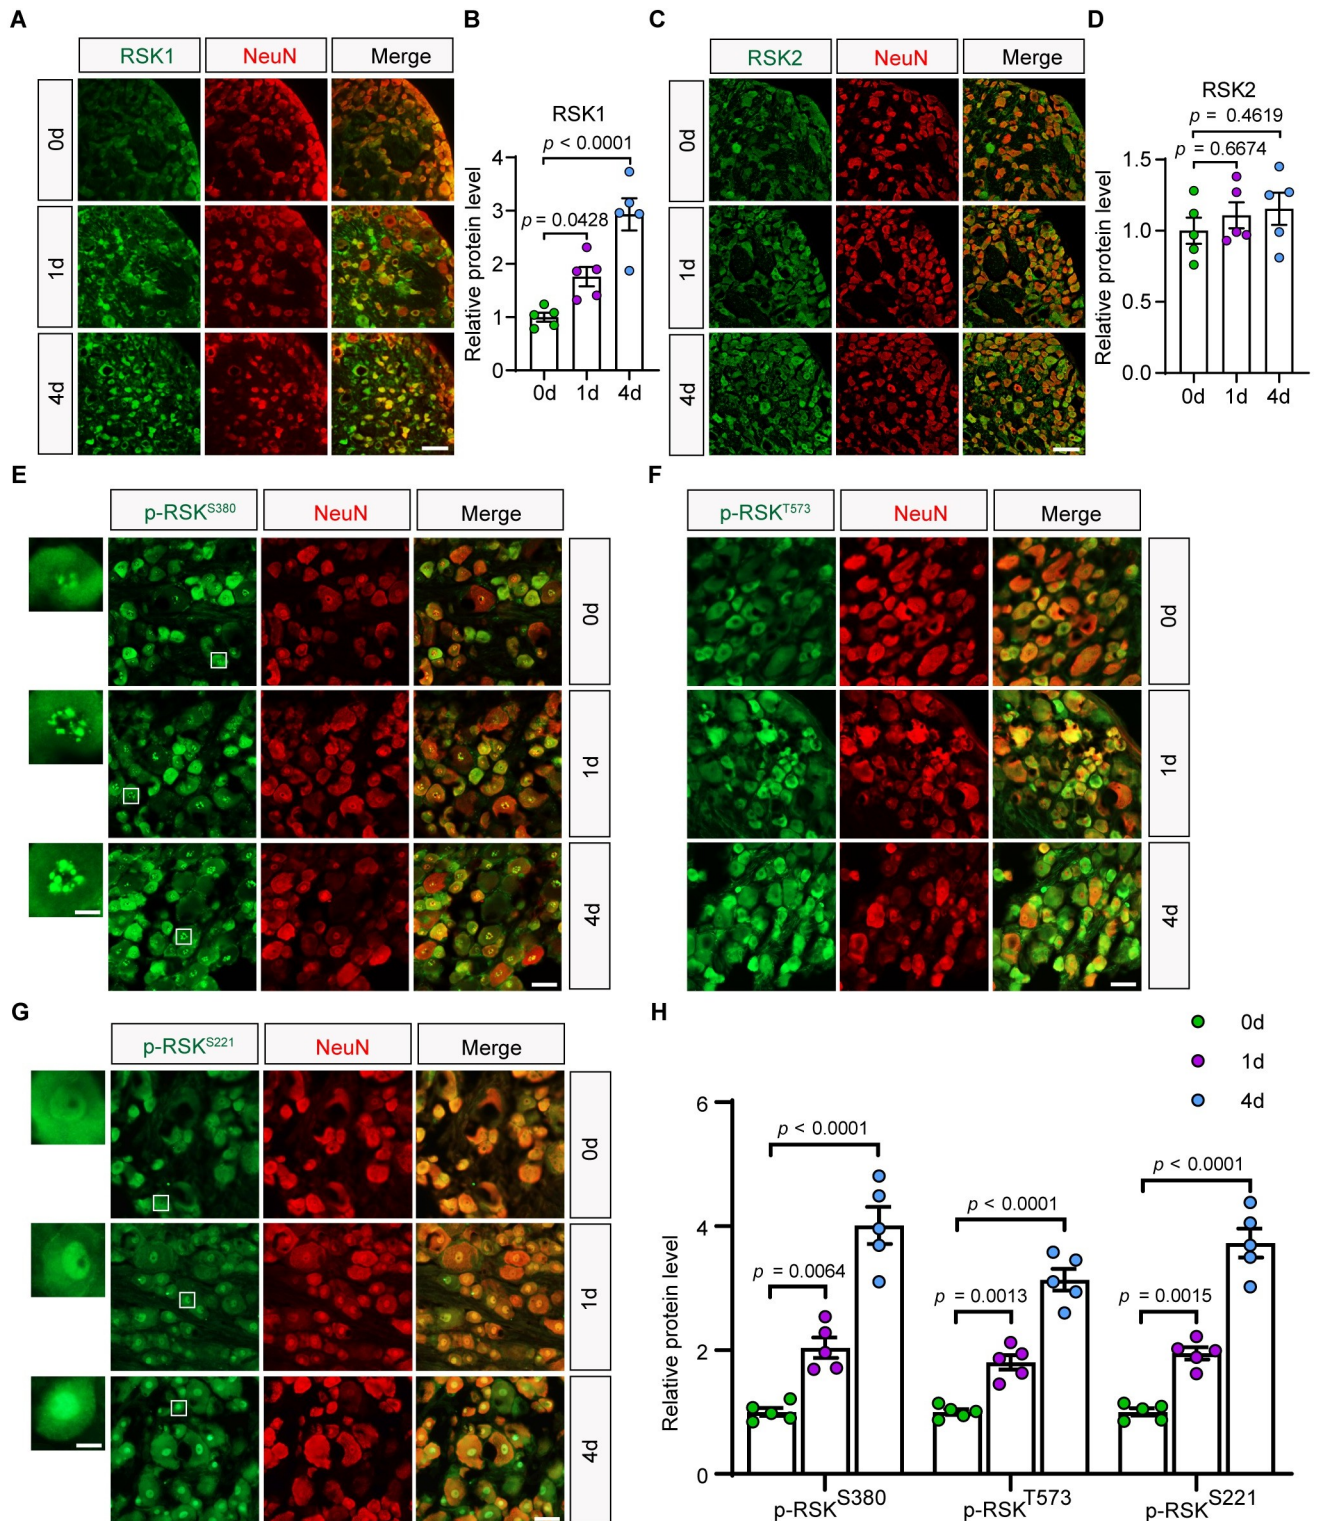 A
RSK1 NeuN Merge
0d
1d
4d
B
RSK1
p < 0.0001
p = 0.0428
Relative protein level
4
3
2
1
0
0d 1d 4d
C
RSK2 NeuN Merge
0d
1d
4d
D
RSK2
p = 0.4619
p = 0.6674
Relative protein level
1.5
1.0
0.5
0.0
0d 1d 4d
E
p-RSKS380 NeuN Merge
0d
1d
4d
F
p-RSKT573 NeuN Merge
0d
1d
4d
G
p-RSKS221 NeuN Merge
0d
1d
4d
H
0d
1d
4d
Relative protein level
6
4
2
0
p < 0.0001
p = 0.0064
p < 0.0001
p = 0.0013
p < 0.0001
p = 0.0015
p-RSKS380 p-RSKT573 p-RSKS221